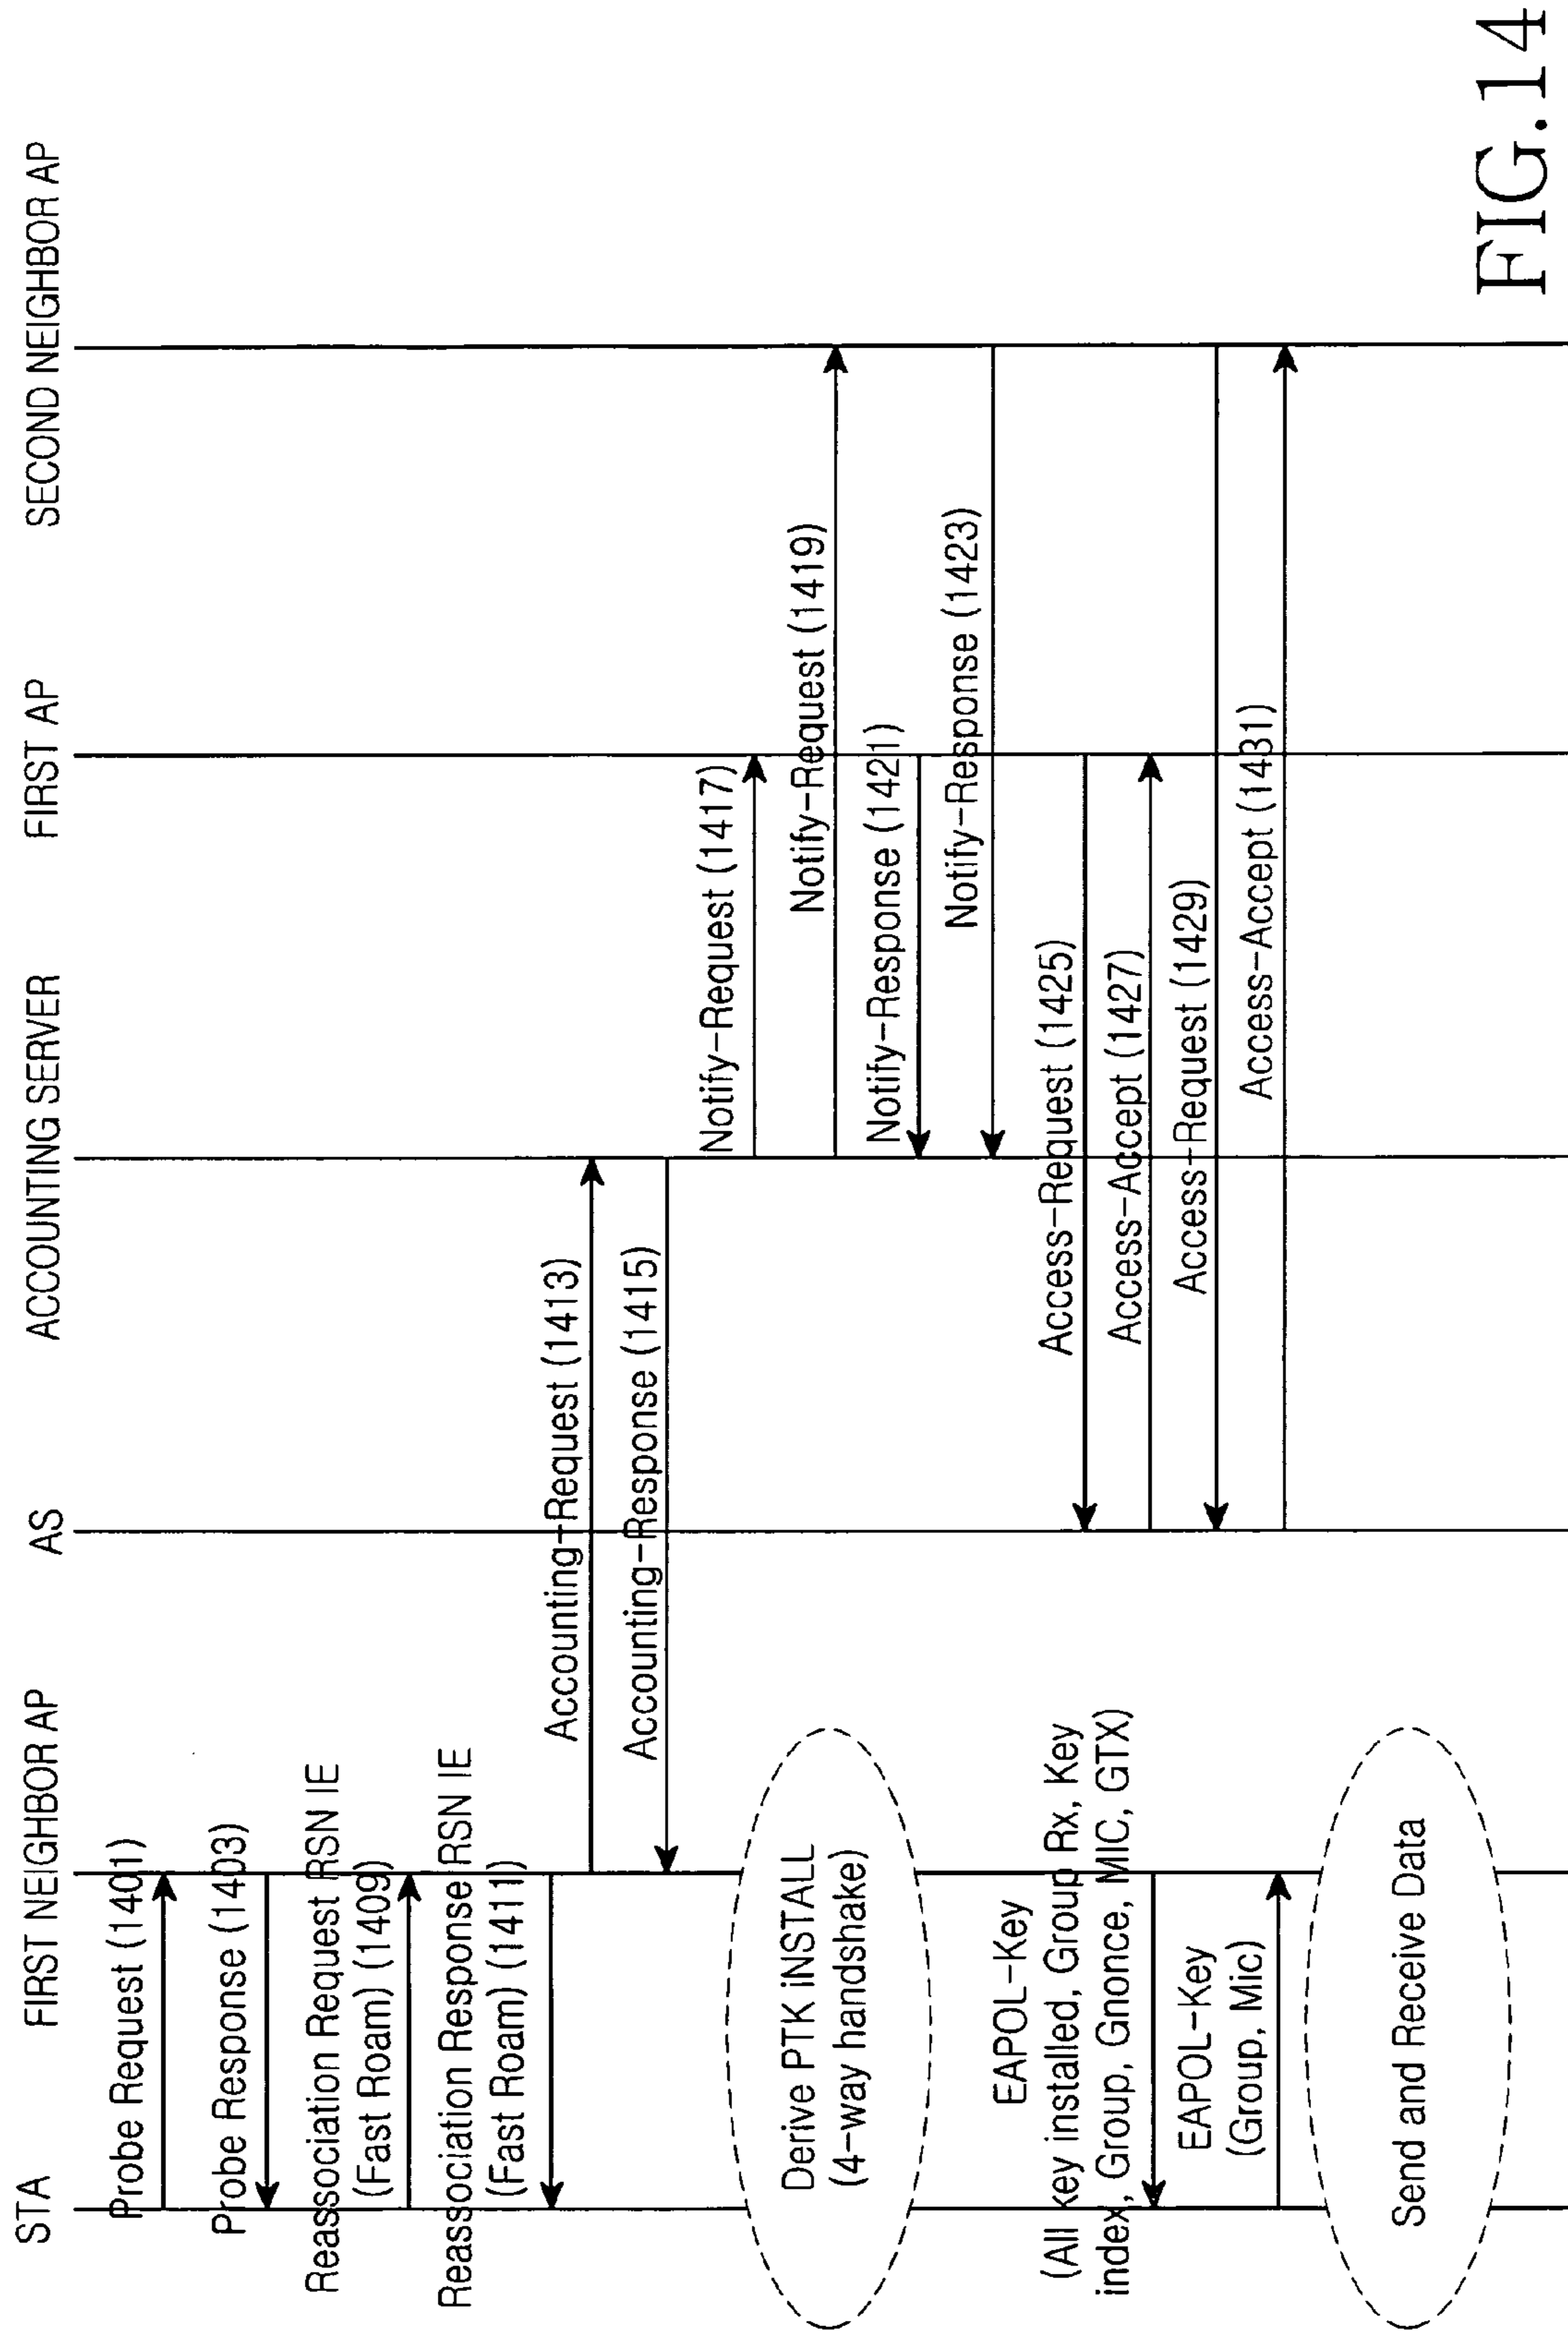 STA
FIRST NEIGHBOR AP
AS
ACCOUNTING SERVER
FIRST AP
SECOND NEIGHBOR AP
Probe Request (1401)
Probe Response (1403)
Reassociation Request RSN IE
(Fast Roam) (1409)
Reassociation Response RSN IE
(Fast Roam) (1411)
Accounting-Request (1413)
Accounting-Response (1415)
Notify-Request (1417)
Notify-Request (1419)
Notify-Response (1421)
Notify-Response (1423)
Derive PTK iNSTALL
(4-way handshake)
Access-Request (1425)
Access-Accept (1427)
Access-Request (1429)
Access-Accept (1431)
EAPOL-Key
(All key installed, Group Rx, Key
index, Group, Gnonce, MIC, GTX)
EAPOL-Key
(Group, Mic)
Send and Receive Data
FIG.14